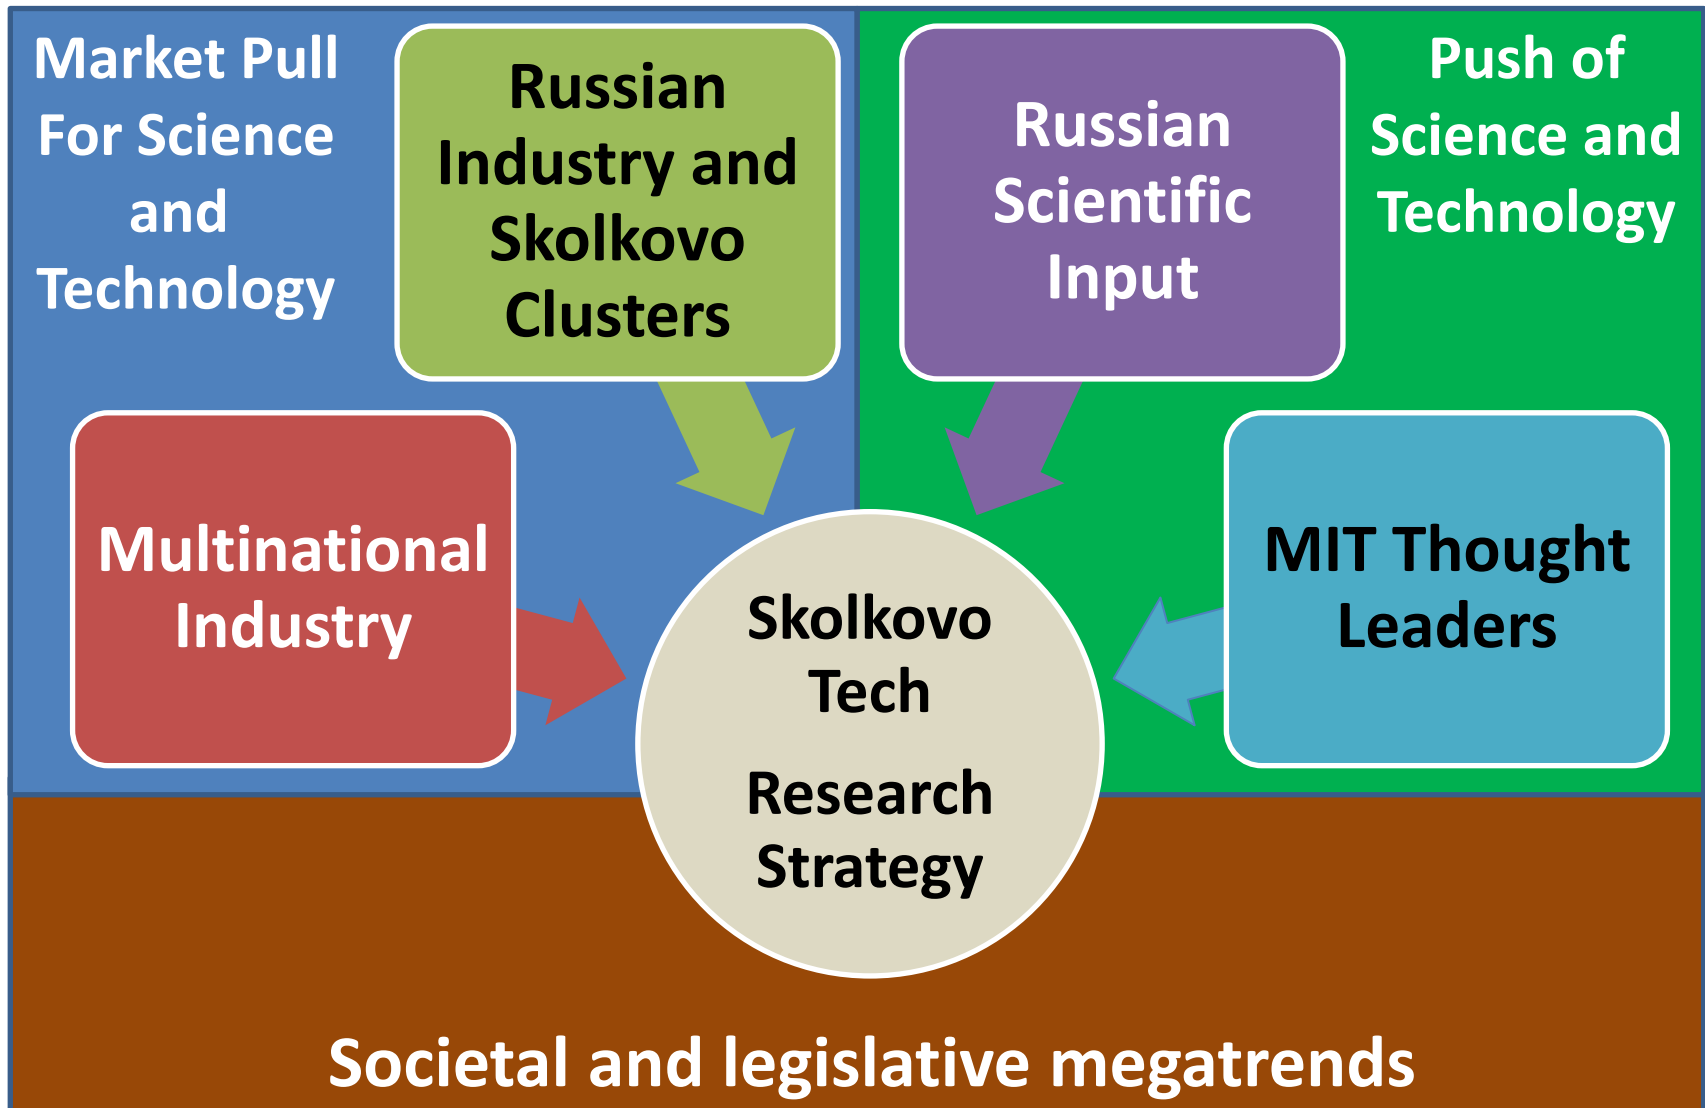 Market Pull
For Science
and
Technology
Russian
Industry and
Skolkovo
Clusters
Russian
Scientific
Input
Push of
Science and
Technology
Multinational
Industry
MIT Thought
Leaders
Skolkovo
Tech
Research
Strategy
Societal and legislative megatrends